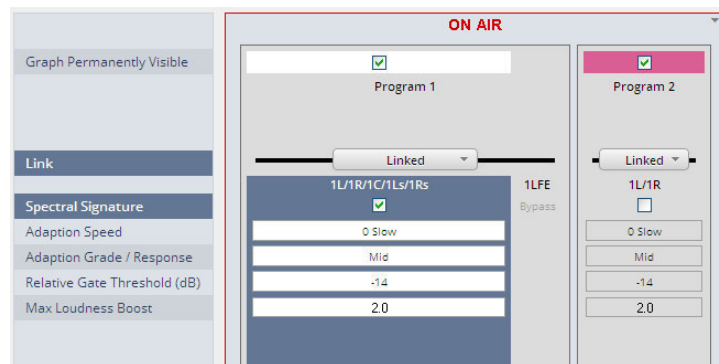 ON AIR
Graph Permanently Visible
Program 1 Program 2
Link Linked Linked
1L/1R/1C/1Ls/1Rs 1LFE 1L/1R
Spectral Signature Bypass
Adaption Speed 0 Slow 0 Slow
Adaption Grade / Response Mid Mid
Relative Gate Threshold (dB) -14 -14
Max Loudness Boost 2.0 2.0